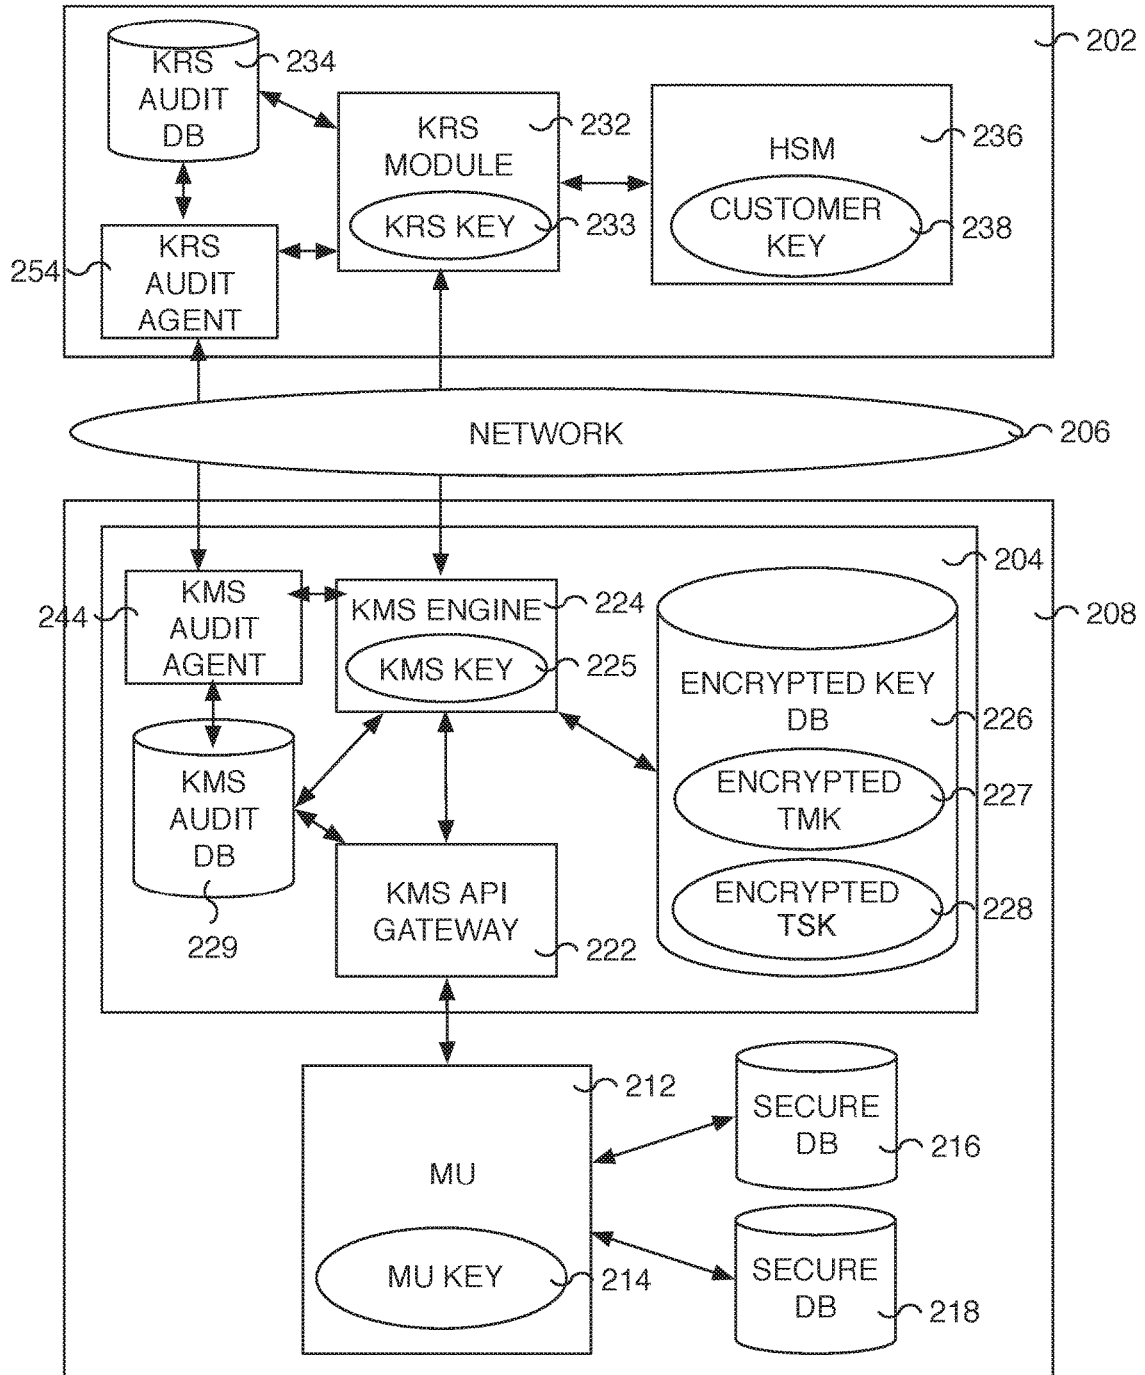 202
KRS
AUDIT
DB
234
KRS
MODULE
232
KRS KEY
233
HSM
236
CUSTOMER
KEY
238
KRS
AUDIT
AGENT
254
NETWORK
206
204
208
KMS
AUDIT
AGENT
244
KMS ENGINE
224
KMS KEY
225
ENCRYPTED KEY
DB
226
ENCRYPTED
TMK
227
ENCRYPTED
TSK
228
KMS
AUDIT
DB
229
KMS API
GATEWAY
222
212
MU
MU KEY
214
SECURE
DB
216
SECURE
DB
218